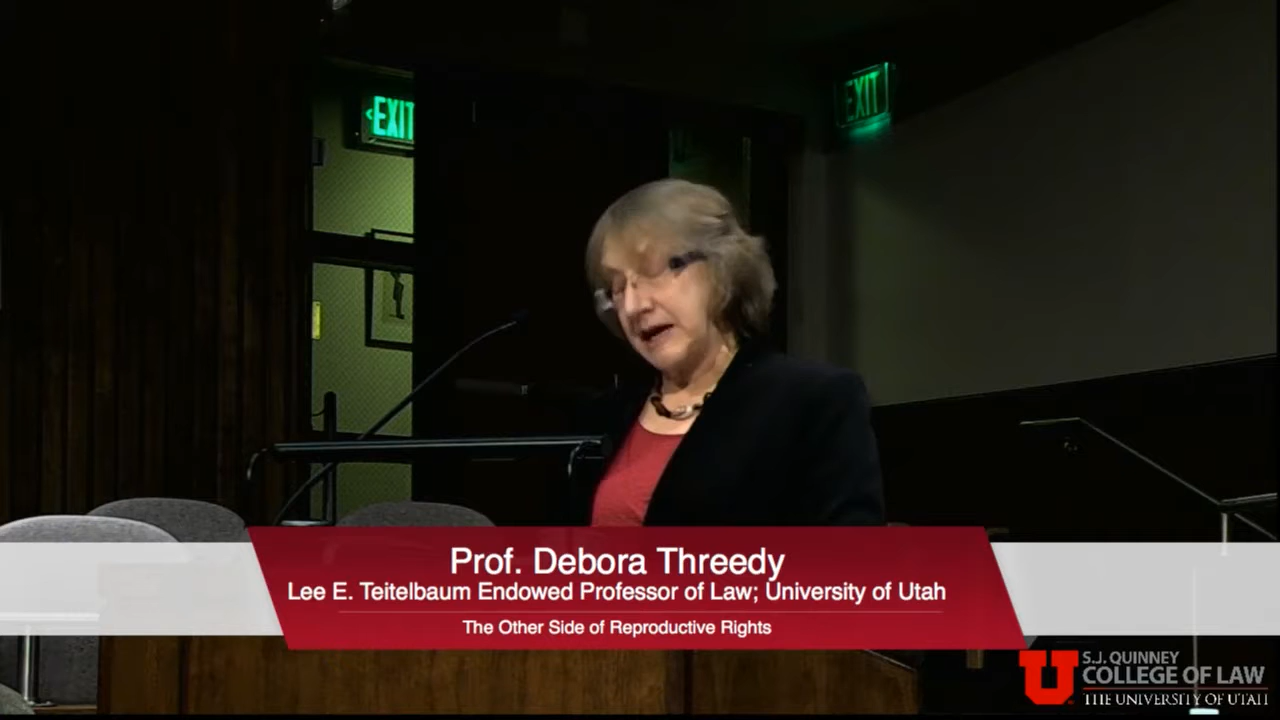 EXIT
EXIT
Prof. Debora Threedy
Lee E. Teitelbaum Endowed Professor of Law; University of Utah
The Other Side of Reproductive Rights
U
S.J. QUINNEY
COLLEGE OF LAW
THE UNIVERSITY OF UTAH